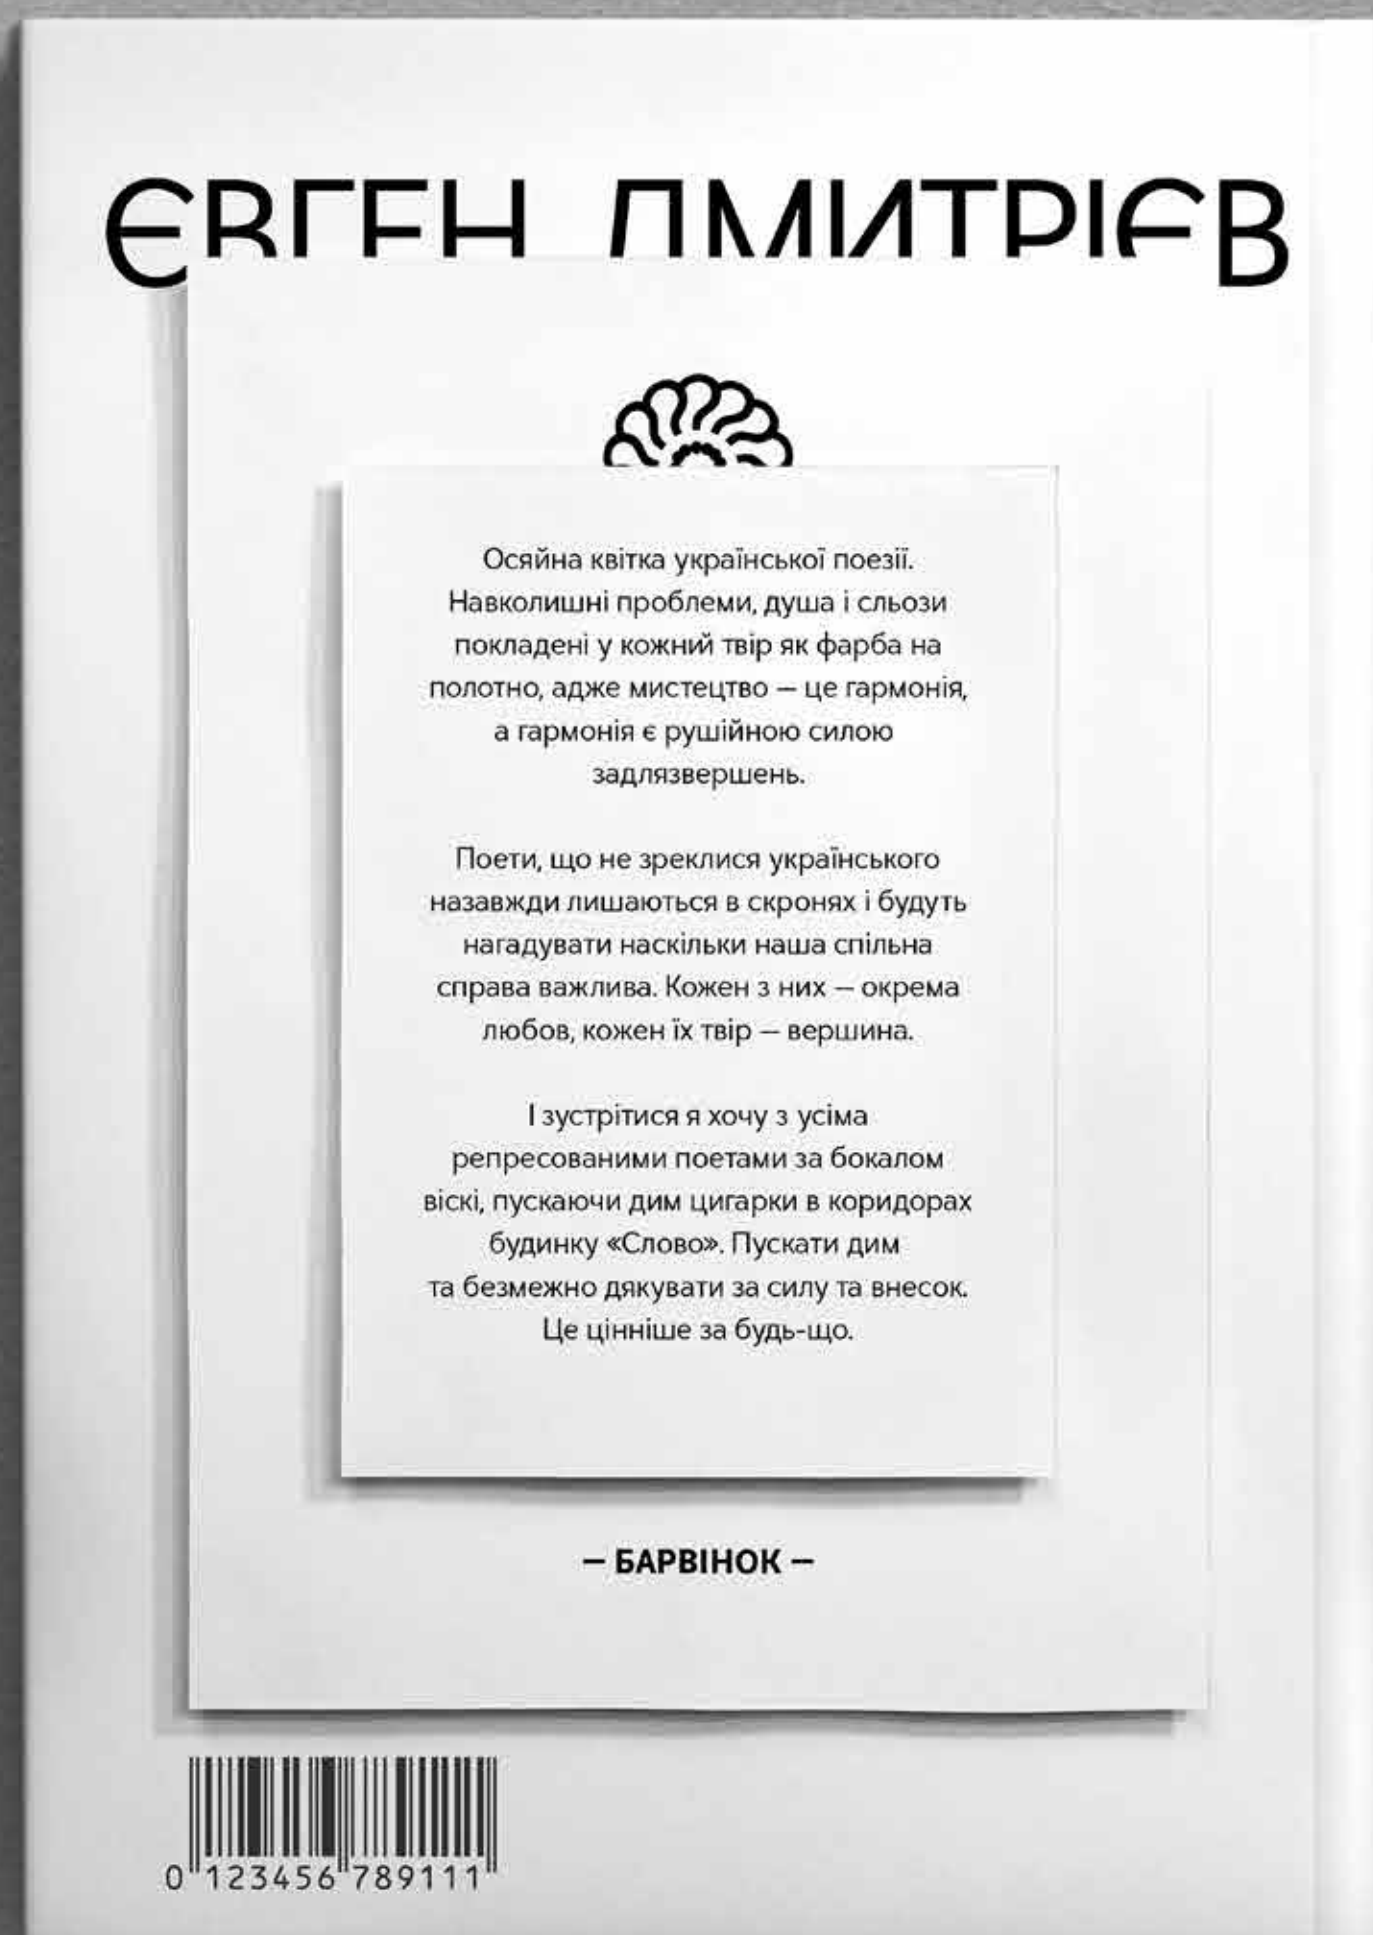 ЄВГЕН ДМИТРІЄВ
Осяйна квітка української поезії.
Навколишні проблеми, душа і сльози
покладені у кожний твір як фарба на
полотно, адже мистецтво — це гармонія,
а гармонія є рушійною силою
задлязвершень.
Поети, що не зреклися українського
назавжди лишаються в скронях і будуть
нагадувати наскільки наша спільна
справа важлива. Кожен з них — окрема
любов, кожен їх твір — вершина.
І зустрітися я хочу з усіма
репресованими поетами за бокалом
віскі, пускаючи дим цигарки в коридорах
будинку «Слово». Пускати дим
та безмежно дякувати за силу та внесок.
Це цінніше за будь-що.
— БАРВІНОК —
0 123456 789111